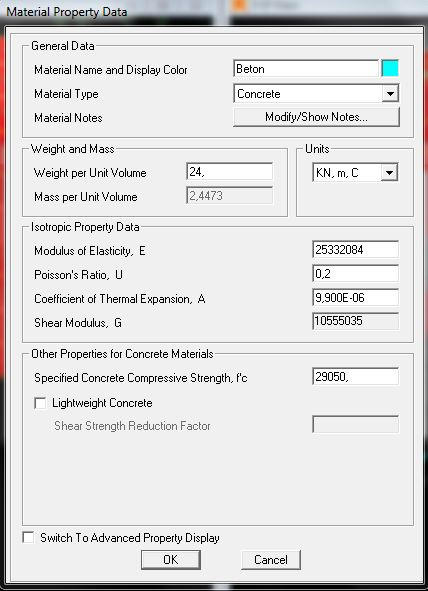 Material Property Data
General Data
Material Name and Display Color Beton
Material Type Concrete
Material Notes Modify/Show Notes...
Weight and Mass Units
Weight per Unit Volume 24, KN, m, C
Mass per Unit Volume 2,4473
Isotropic Property Data
Modulus of Elasticity, E 25332084
Poisson's Ratio, U 0,2
Coefficient of Thermal Expansion, A 9,900E-06
Shear Modulus, G 10555035
Other Properties for Concrete Materials
Specified Concrete Compressive Strength, f'c 29050,
Lightweight Concrete
Shear Strength Reduction Factor
Switch To Advanced Property Display
OK Cancel